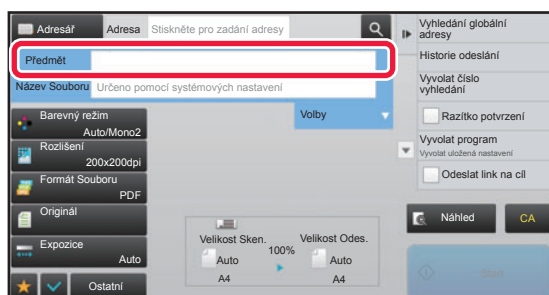 Adresář
Adresa
Stiskněte pro zadání adresy
Předmět
Název Souboru
Určeno pomocí systémových nastavení
Volby
Barevný režim
Auto/Mono2
Rozlišení
200x200dpi
Formát Souboru
PDF
Originál
Expozice
Auto
Ostatní
Velikost Sken.
100%
Velikost Odes.
Auto
Auto
A4
A4
Vyhledání globální
adresy
Historie odeslání
Vyvolat číslo
vyhledání
Razítko potvrzení
Vyvolat program
Vyvolat uložená nastavení
Odeslat link na cíl
Náhled
CA
Start